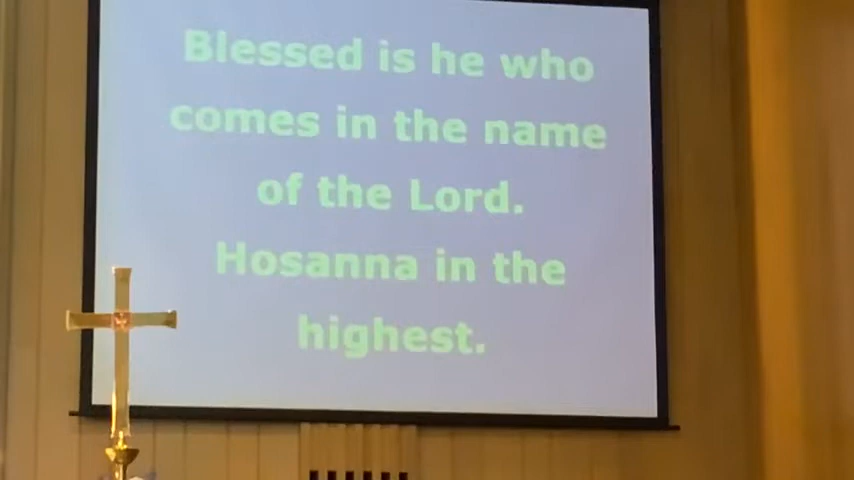 Blessed is he who
comes in the name
of the Lord.
Hosanna in the
highest.